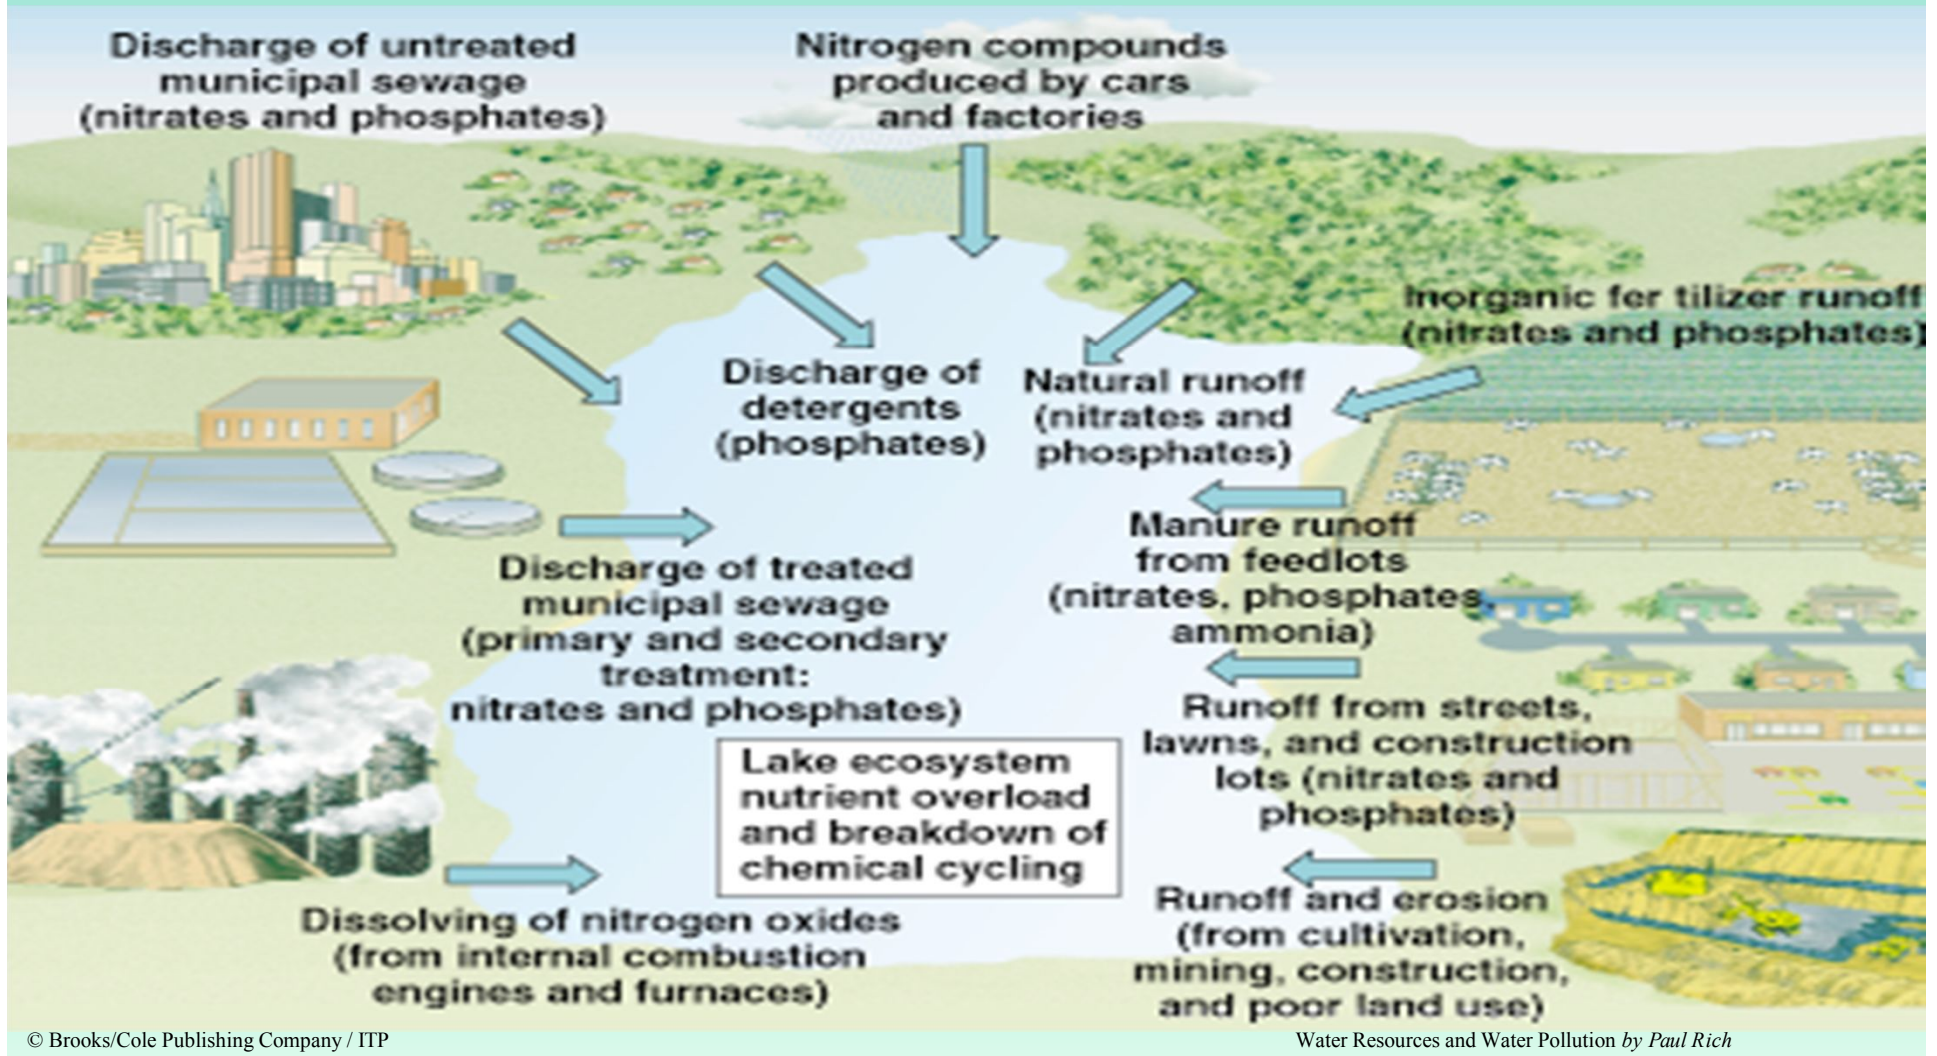 Discharge of untreated
municipal sewage
(nitrates and phosphates)
Nitrogen compounds
produced by cars
and factories
Inorganic fer tilizer runoff
(nitrates and phosphates)
Discharge of
detergents
(phosphates)
Natural runoff
(nitrates and
phosphates)
Manure runoff
from feedlots
(nitrates, phosphates,
ammonia)
Discharge of treated
municipal sewage
(primary and secondary
treatment:
nitrates and phosphates)
Runoff from streets,
lawns, and construction
lots (nitrates and
phosphates)
Lake ecosystem
nutrient overload
and breakdown of
chemical cycling
Dissolving of nitrogen oxides
(from internal combustion
engines and furnaces)
Runoff and erosion
(from cultivation,
mining, construction,
and poor land use)
© Brooks/Cole Publishing Company / ITP
Water Resources and Water Pollution by Paul Rich